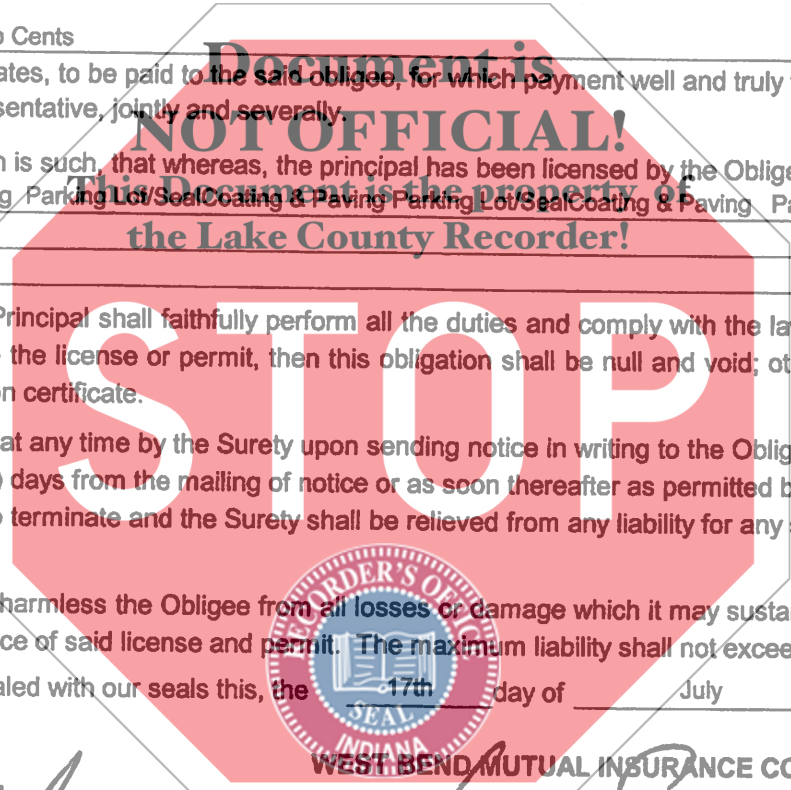 o Cents
Document is
ates, to be paid to the said obligee, for which payment well and truly
sentative, jointly and severally.
NOT OFFICIAL!
n is such, that whereas, the principal has been licensed by the Oblige
This Document is the property of
g Parking Lot/SealCoating & Paving Parking Lot/SealCoating & Paving Pa
the Lake County Recorder!
Principal shall faithfully perform all the duties and comply with the la
the license or permit, then this obligation shall be null and void; ot
n certificate.
STOP
at any time by the Surety upon sending notice in writing to the Oblig
) days from the mailing of notice or as soon thereafter as permitted b
o terminate and the Surety shall be relieved from any liability for any
RECORDER'S OFFICE
harmless the Obligee from all losses or damage which it may susta
ce of said license and permit. The maximum liability shall not excee
aled with our seals this, the 17th day of July
SEAL
INDIANA
WEST BEND MUTUAL INSURANCE CO